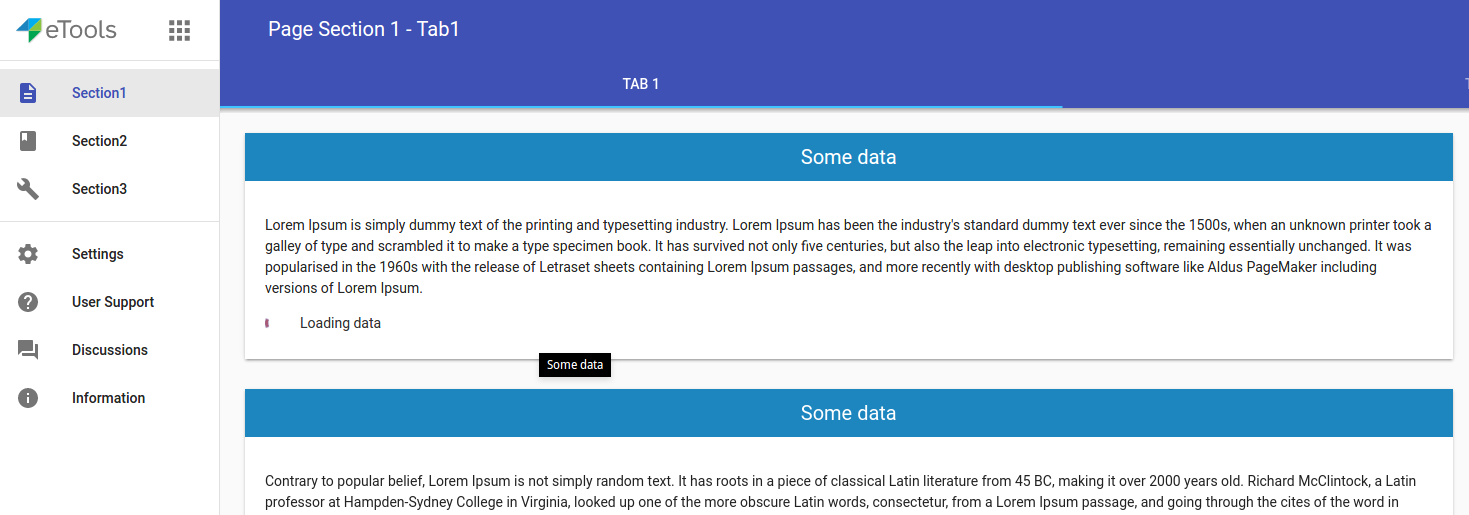 eTools
Page Section 1 - Tab1
TAB 1
Section1
Section2
Section3
Settings
User Support
Discussions
Information
Some data
Lorem Ipsum is simply dummy text of the printing and typesetting industry. Lorem Ipsum has been the industry's standard dummy text ever since the 1500s, when an unknown printer took a
galley of type and scrambled it to make a type specimen book. It has survived not only five centuries, but also the leap into electronic typesetting, remaining essentially unchanged. It was
popularised in the 1960s with the release of Letraset sheets containing Lorem Ipsum passages, and more recently with desktop publishing software like Aldus PageMaker including
versions of Lorem Ipsum.
Loading data
Some data
Some data
Contrary to popular belief, Lorem Ipsum is not simply random text. It has roots in a piece of classical Latin literature from 45 BC, making it over 2000 years old. Richard McClintock, a Latin
professor at Hampden-Sydney College in Virginia, looked up one of the more obscure Latin words, consectetur, from a Lorem Ipsum passage, and going through the cites of the word in